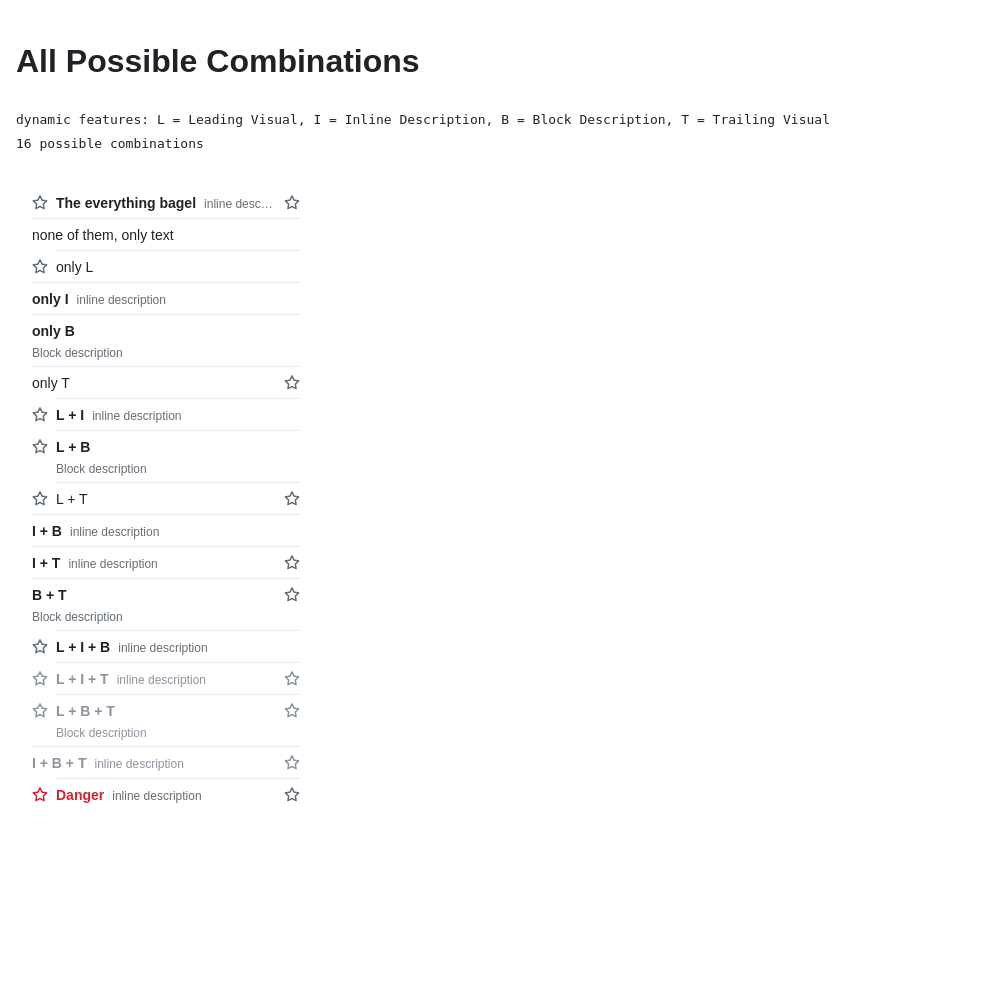 All Possible Combinations
dynamic features: L = Leading Visual, I = Inline Description, B = Block Description, T = Trailing Visual
16 possible combinations
The everything bagel inline desc…
none of them, only text
only L
only I inline description
only B
Block description
only T
L + I inline description
L + B
Block description
L + T
I + B inline description
I + T inline description
B + T
Block description
L + I + B inline description
L + I + T inline description
L + B + T
Block description
I + B + T inline description
Danger inline description